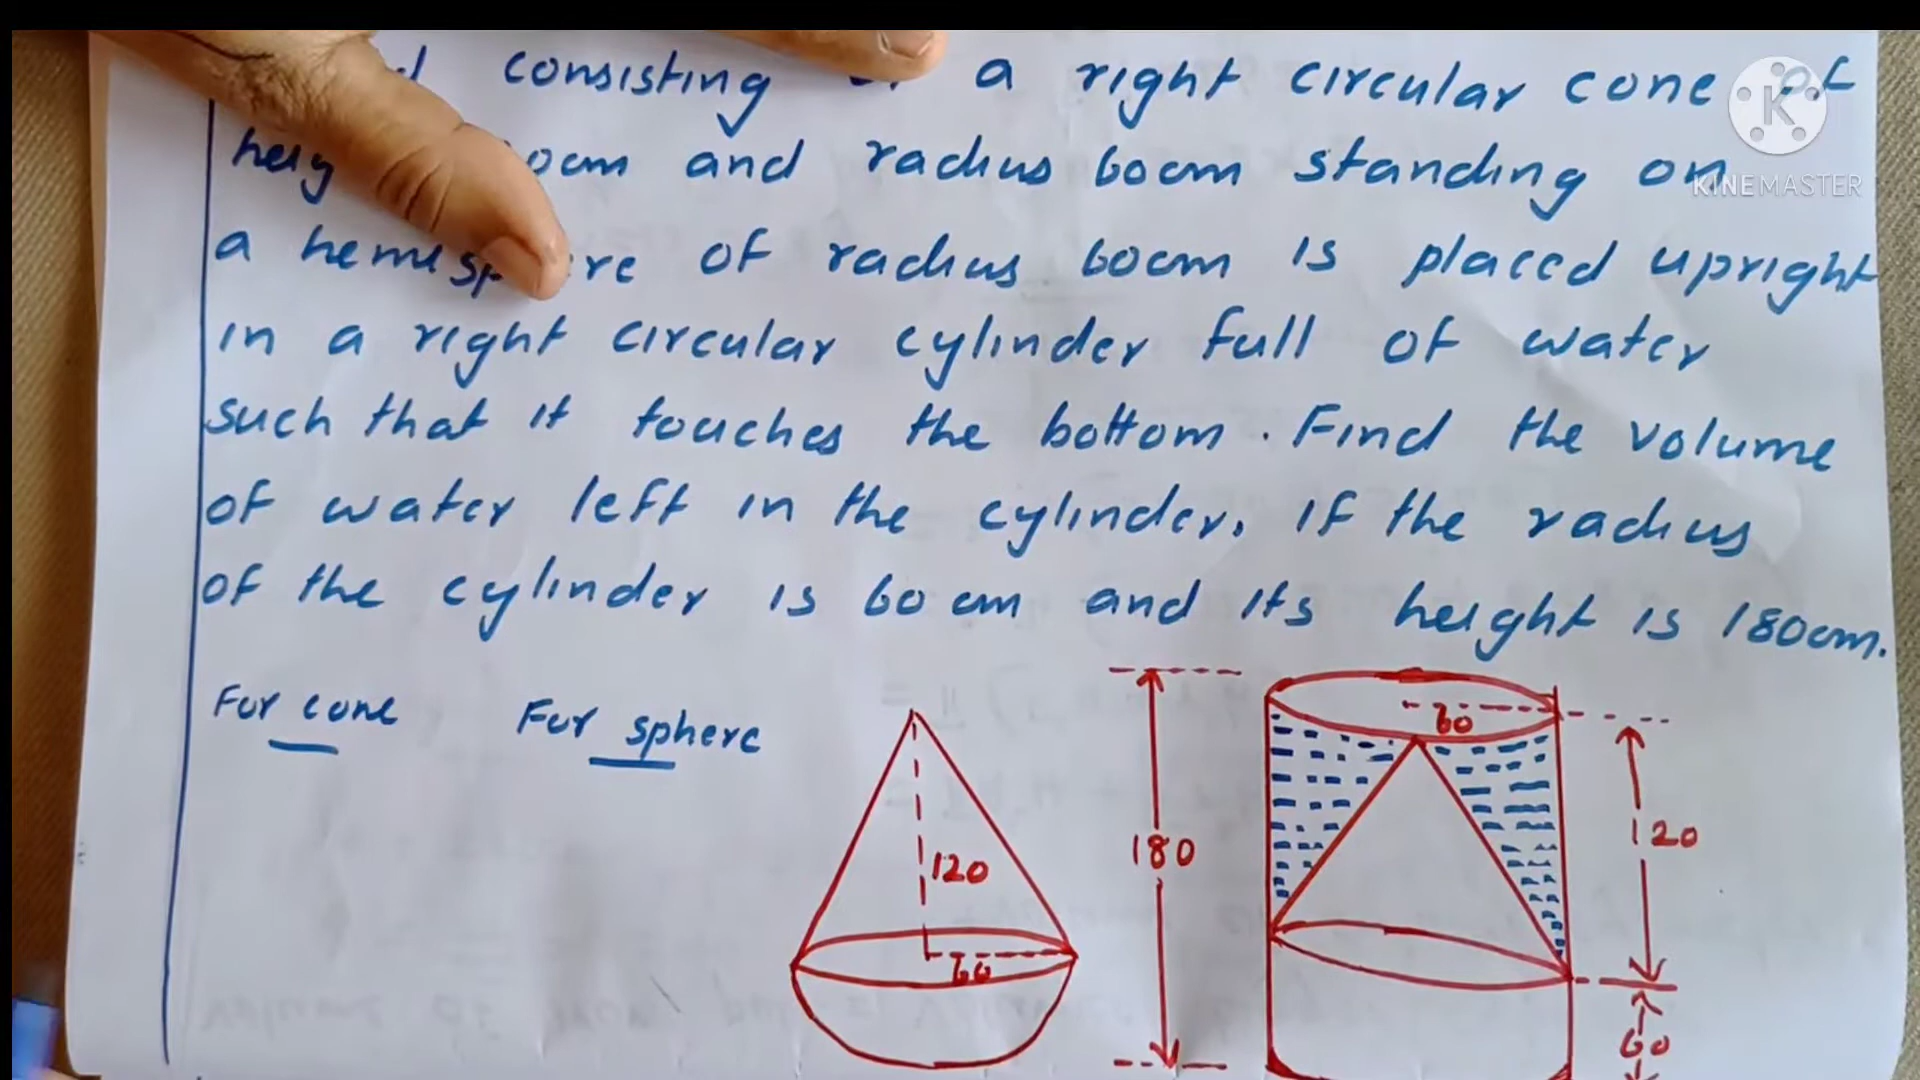 consisting a right circular cone of
and radius 60cm standing on
a hemisphere of radius 60cm is placed upright
in a right circular cylinder full of water
such that it touches the bottom. Find the volume
of water left in the cylinder, if the radius
of the cylinder is 60 cm and its height is 180cm.
For cone For sphere
120
60
180
60
120
60
K
KINEMASTER